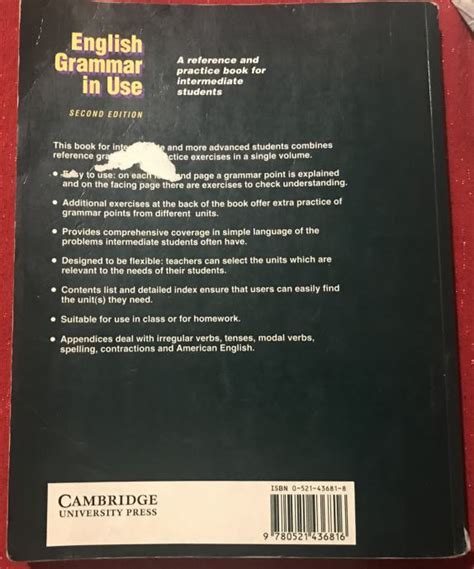 English
Grammar
in Use
SECOND EDITION
A reference and
practice book for
intermediate
students
This book for and more advanced students combines
reference exercises in a single volume.
• Easy to use: on each page a grammar point is explained
and on the facing page there are exercises to check understanding.
• Additional exercises at the back of the book offer extra practice of
grammar points from different units.
• Provides comprehensive coverage in simple language of the
problems intermediate students often have.
• Designed to be flexible: teachers can select the units which are
relevant to the needs of their students.
• Contents list and detailed index ensure that users can easily find
the unit(s) they need.
• Suitable for use in class or for homework.
• Appendices deal with irregular verbs, tenses, modal verbs,
spelling, contractions and American English.
CAMBRIDGE
UNIVERSITY PRESS
ISBN 0-521-43681-8
9 780521 436816